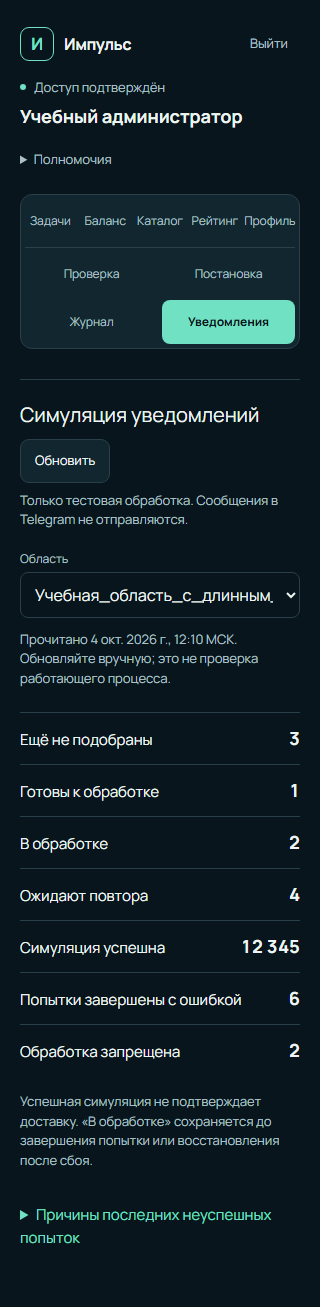 И Импульс Выйти
Доступ подтверждён
Учебный администратор
Полномочия
Задачи Баланс Каталог Рейтинг Профиль
Проверка Постановка
Журнал Уведомления
Симуляция уведомлений
Обновить
Только тестовая обработка. Сообщения в
Telegram не отправляются.
Область
Учебная_область_с_длинным_
Прочитано 4 окт. 2026 г., 12:10 МСК.
Обновляйте вручную; это не проверка
работающего процесса.
Ещё не подобраны 3
Готовы к обработке 1
В обработке 2
Ожидают повтора 4
Симуляция успешна 12 345
Попытки завершены с ошибкой 6
Обработка запрещена 2
Успешная симуляция не подтверждает
доставку. «В обработке» сохраняется до
завершения попытки или восстановления
после сбоя.
Причины последних неуспешных
попыток